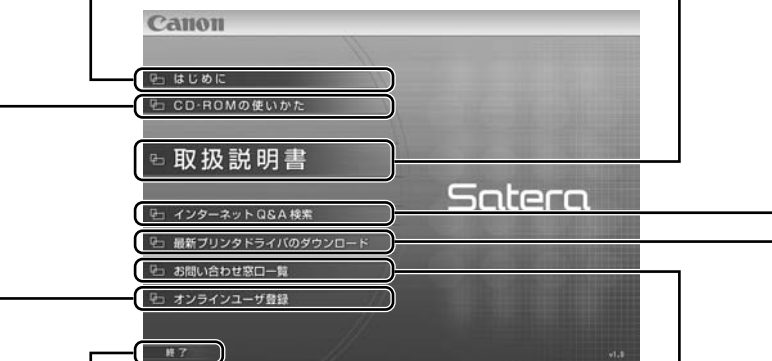 Canon
はじめに
CD-ROMの使いかた
取扱説明書
Satera
インターネットQ&A検索
最新プリンタドライバのダウンロード
お問い合わせ窓口一覧
オンラインユーザ登録
終了
v1.0